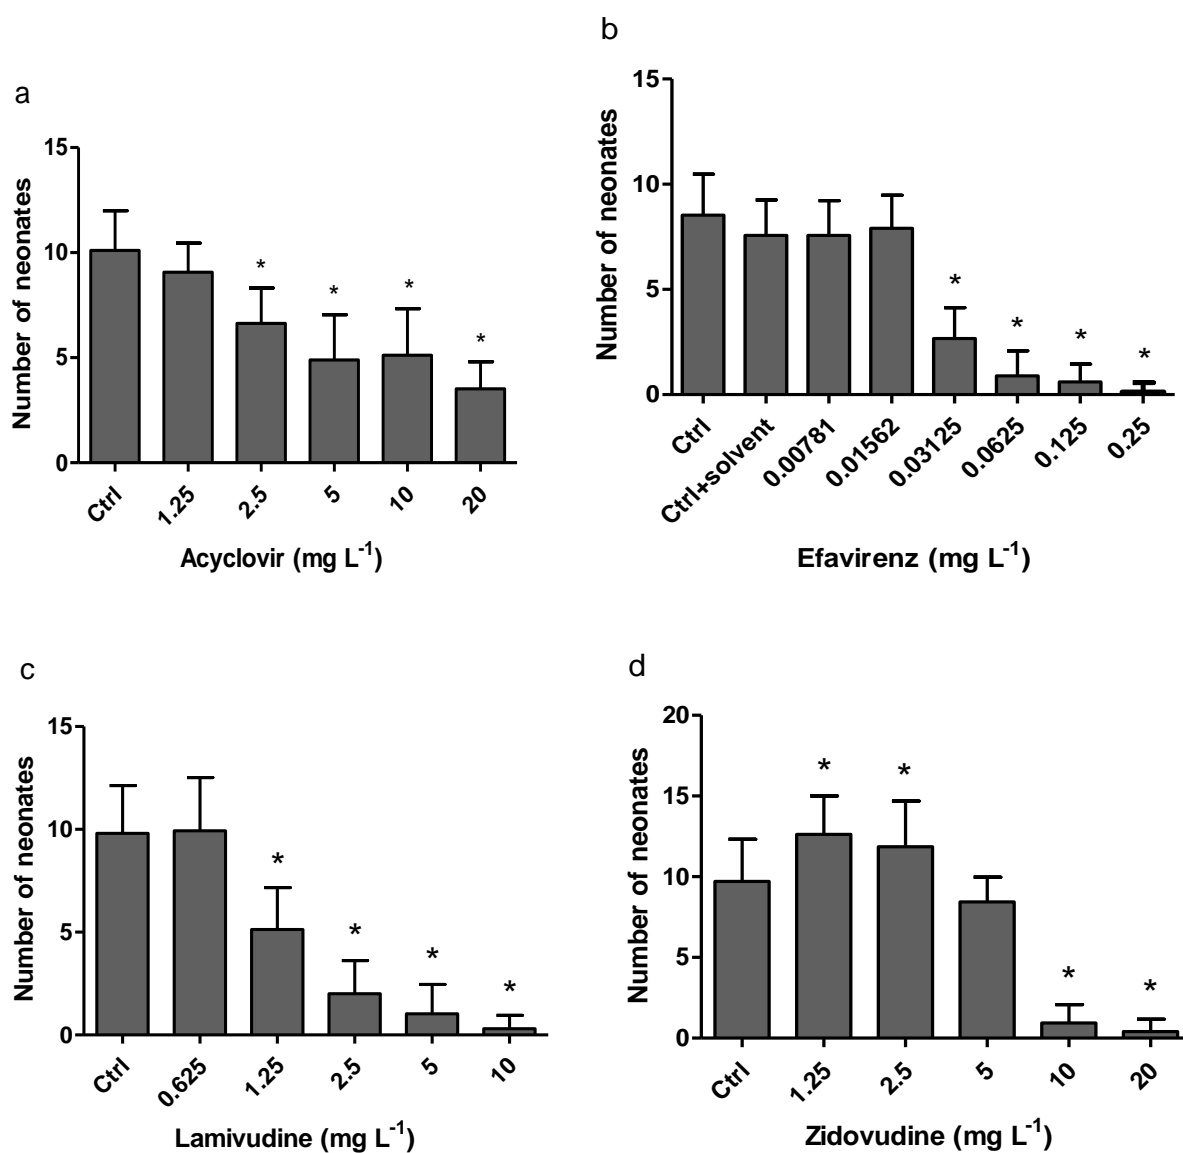 a
Number of neonates
15
10
5
0
* * * *
Ctrl 1.25 2.5 5 10 20
Acyclovir (mg L⁻¹)
b
Number of neonates
15
10
5
0
* * * *
Ctrl Ctrl+solvent 0.00781 0.01562 0.03125 0.0625 0.125 0.25
Efavirenz (mg L⁻¹)
c
Number of neonates
15
10
5
0
* * * *
Ctrl 0.625 1.25 2.5 5 10
Lamivudine (mg L⁻¹)
d
Number of neonates
20
15
10
5
0
* * * *
Ctrl 1.25 2.5 5 10 20
Zidovudine (mg L⁻¹)